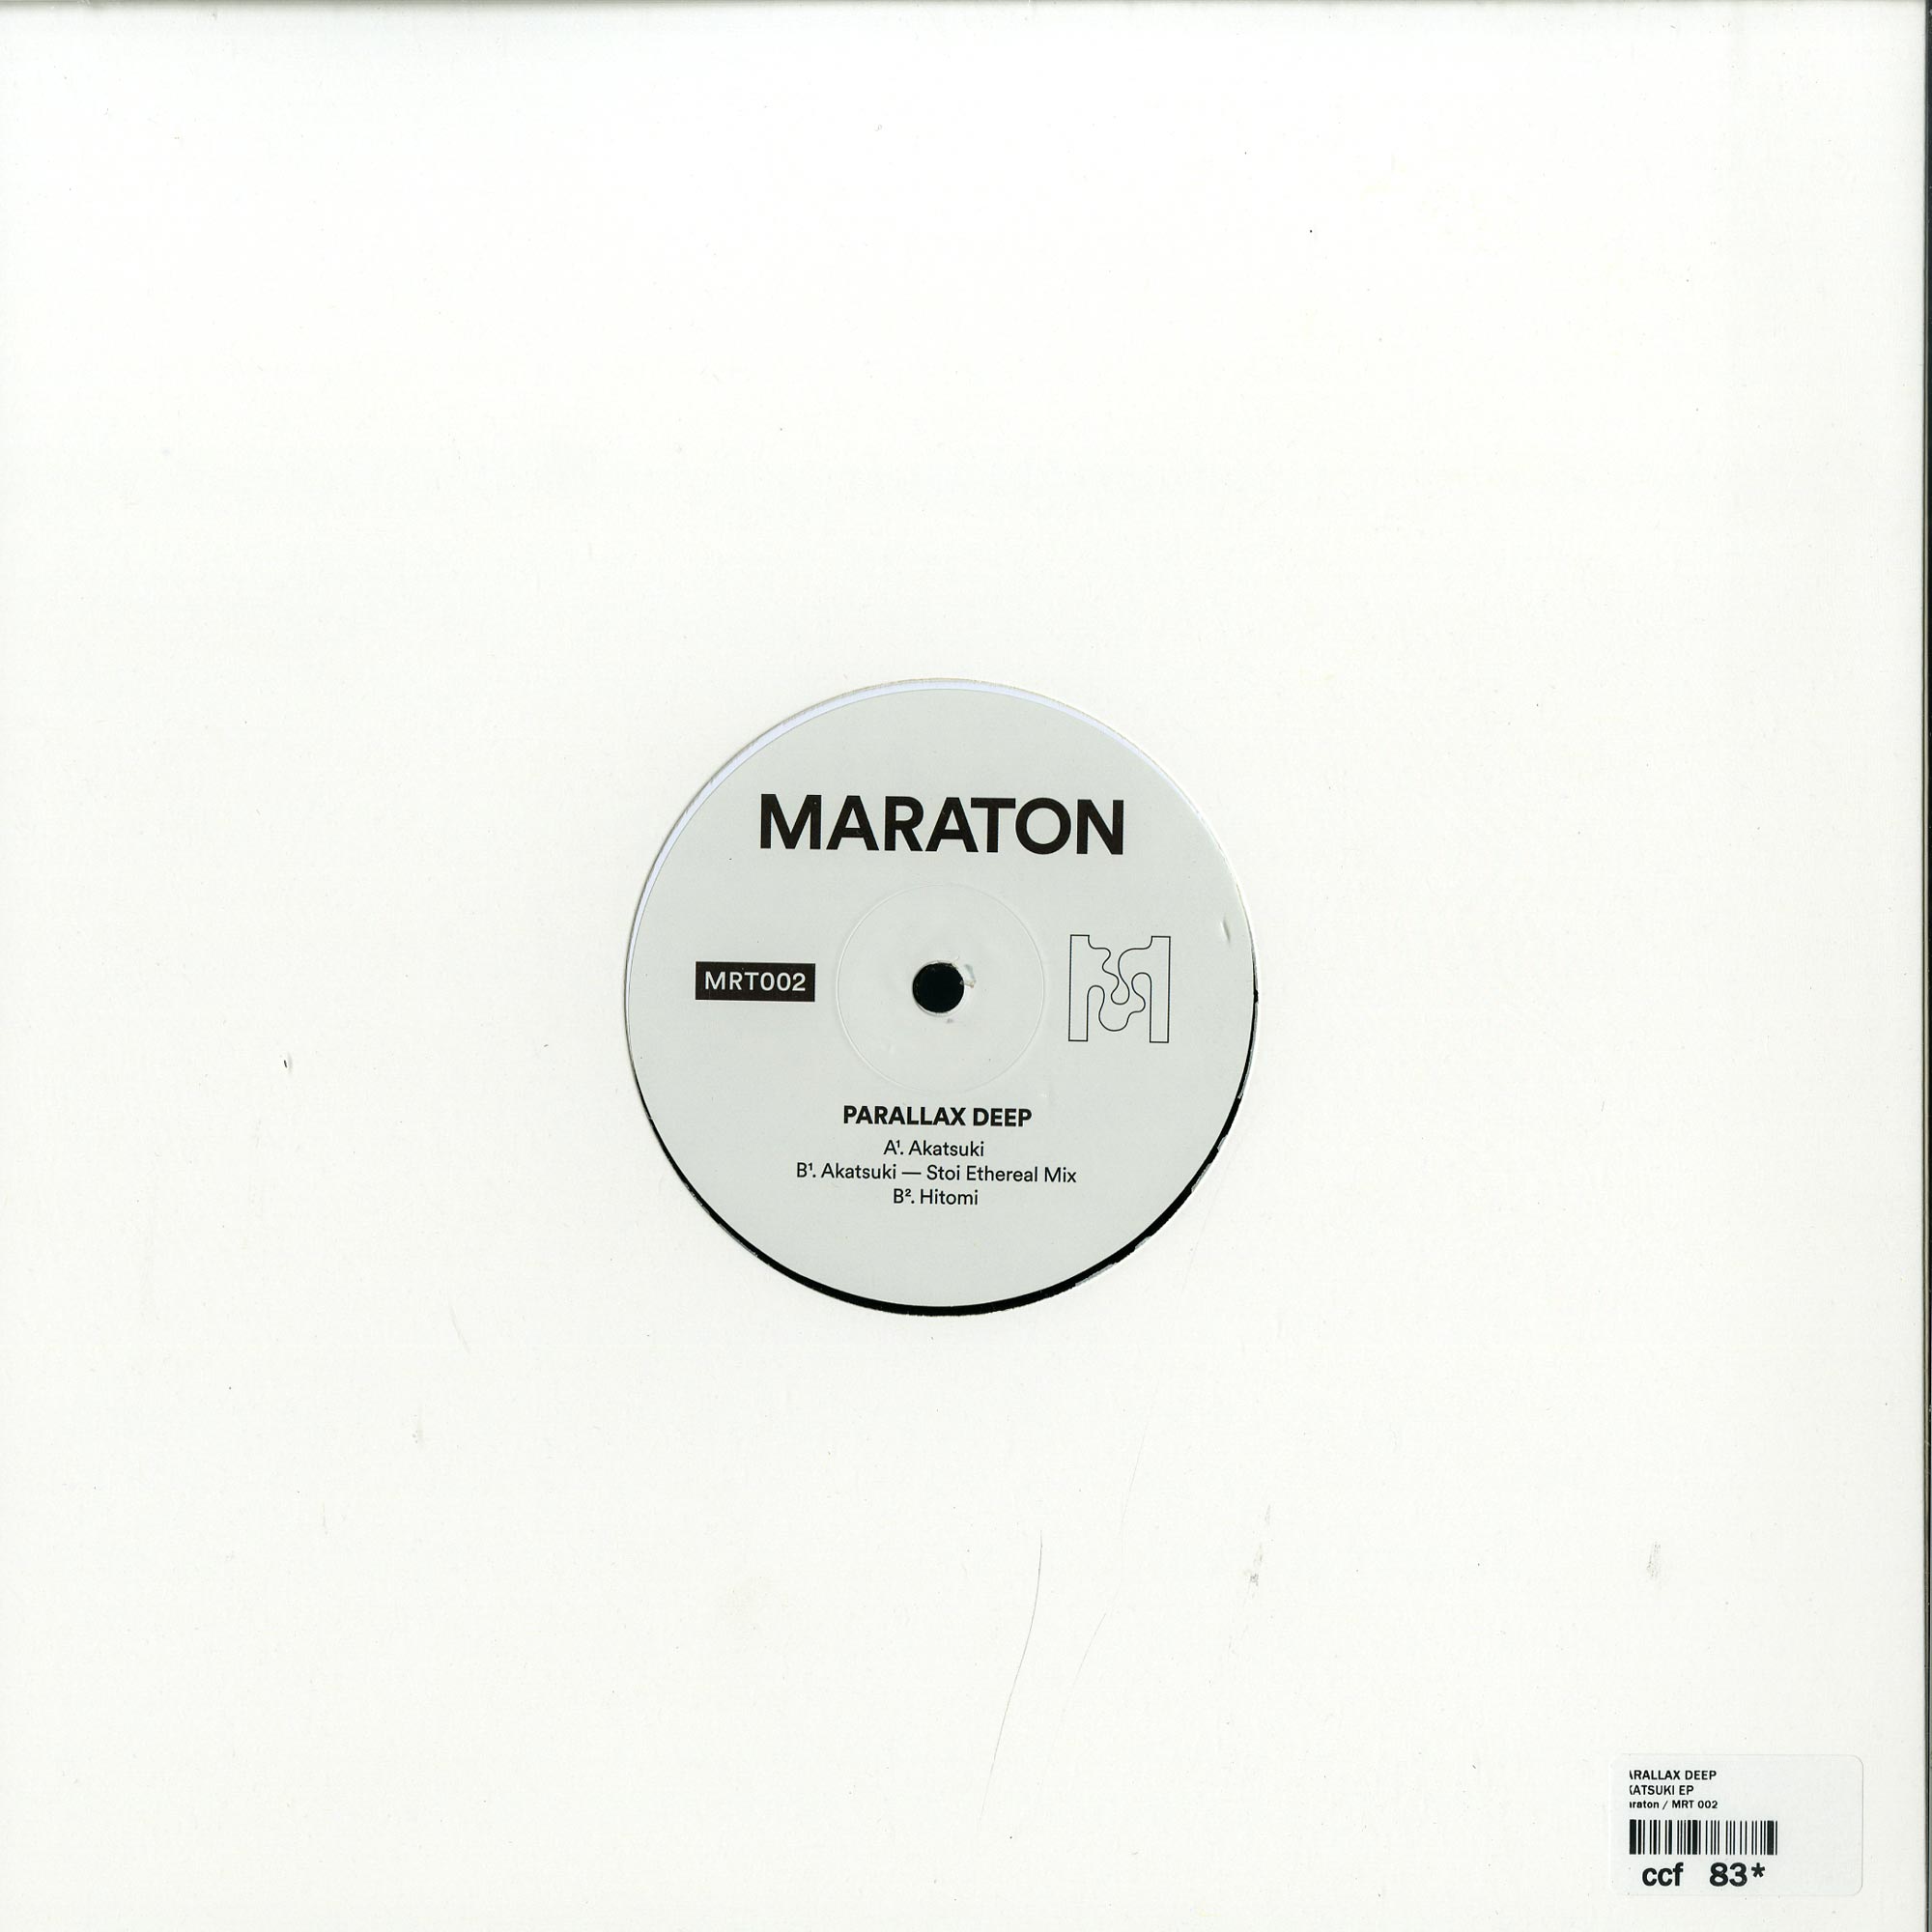 MARATON
MRT002
PARALLAX DEEP
A¹. Akatsuki
B¹. Akatsuki — Stoi Ethereal Mix
B². Hitomi
ARALLAX DEEP
KATSUKI EP
araton / MRT 002
ccf 83*